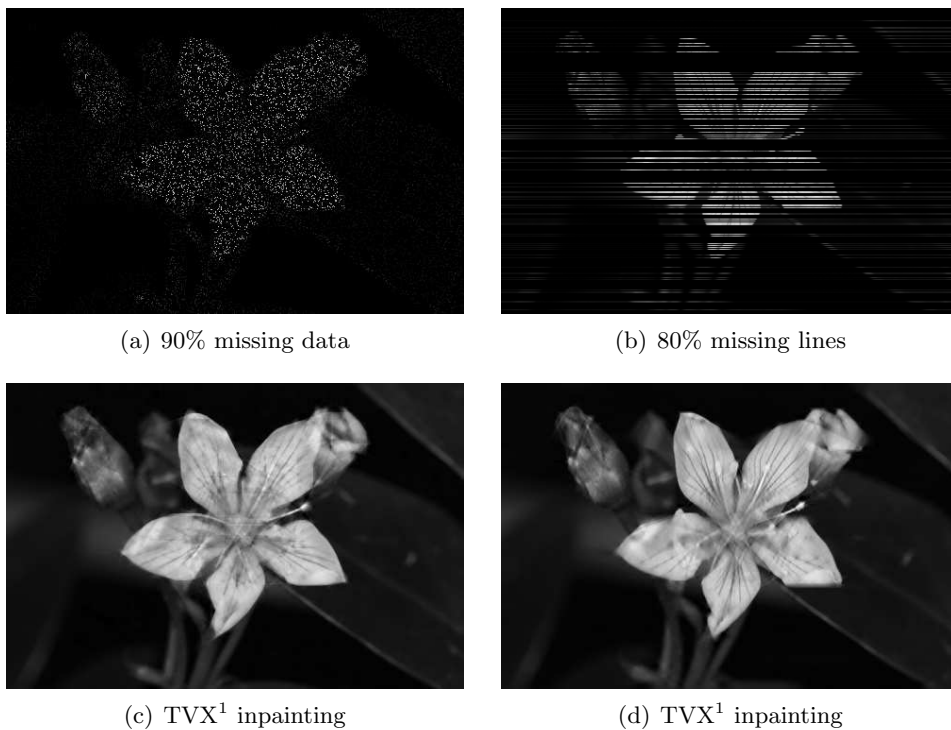 (a) 90% missing data
(b) 80% missing lines
(c) TVX¹ inpainting
(d) TVX¹ inpainting